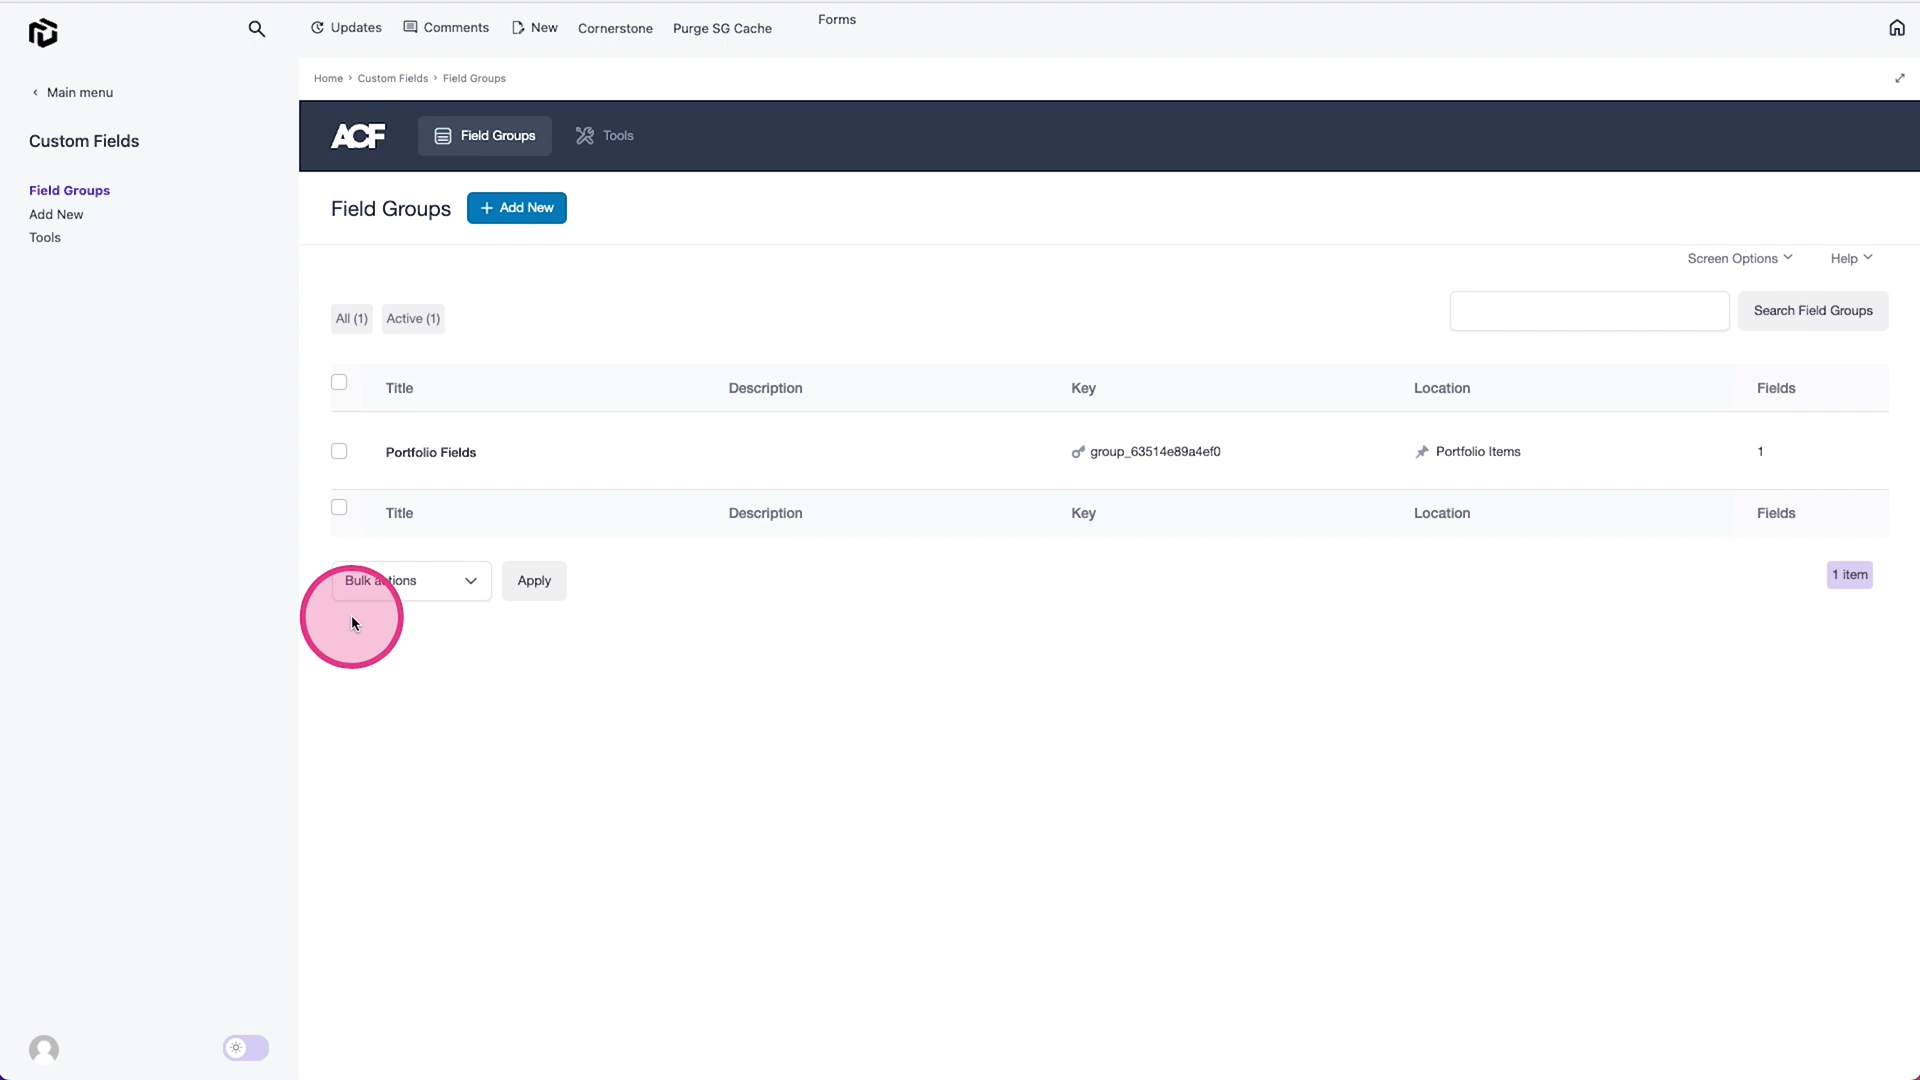 Updates Comments New Cornerstone Purge SG Cache Forms
Main menu
Custom Fields
Field Groups
Add New
Tools
Home › Custom Fields › Field Groups
ACF Field Groups Tools
Field Groups + Add New
Screen Options Help
All (1) Active (1) Search Field Groups
Title Description Key Location Fields
Portfolio Fields group_63514e89a4ef0 Portfolio Items 1
Title Description Key Location Fields
Bulk actions Apply 1 item